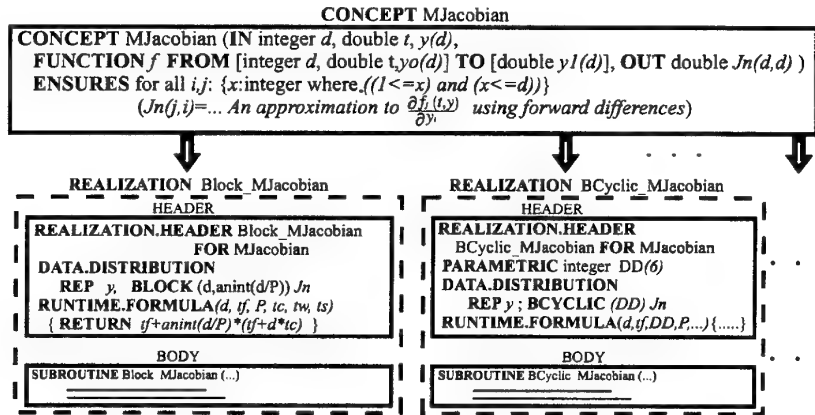 CONCEPT MJacobian
CONCEPT MJacobian (IN integer d, double t, y(d),
FUNCTION f FROM [integer d, double t,yo(d)] TO [double y1(d)], OUT double Jn(d,d) )
ENSURES for all i,j: {x:integer where ((1<=x) and (x<=d))}
(Jn(j,i)=... An approximation to ∂fⱼ(t,y)/∂yᵢ using forward differences)
. . .
REALIZATION Block_MJacobian
HEADER
REALIZATION.HEADER Block_MJacobian
FOR MJacobian
DATA.DISTRIBUTION
REP y, BLOCK (d,anint(d/P)) Jn
RUNTIME.FORMULA(d, tf, P, tc, tw, ts)
{ RETURN tf+anint(d/P)*(tf+d*tc) }
BODY
SUBROUTINE Block_MJacobian (...)
REALIZATION BCyclic_MJacobian
HEADER
REALIZATION.HEADER
BCyclic_MJacobian FOR MJacobian
PARAMETRIC integer DD(6)
DATA.DISTRIBUTION
REP y ; BCYCLIC (DD) Jn
RUNTIME.FORMULA(d,tf,DD,P,...){.....}
BODY
SUBROUTINE BCyclic_MJacobian (...)